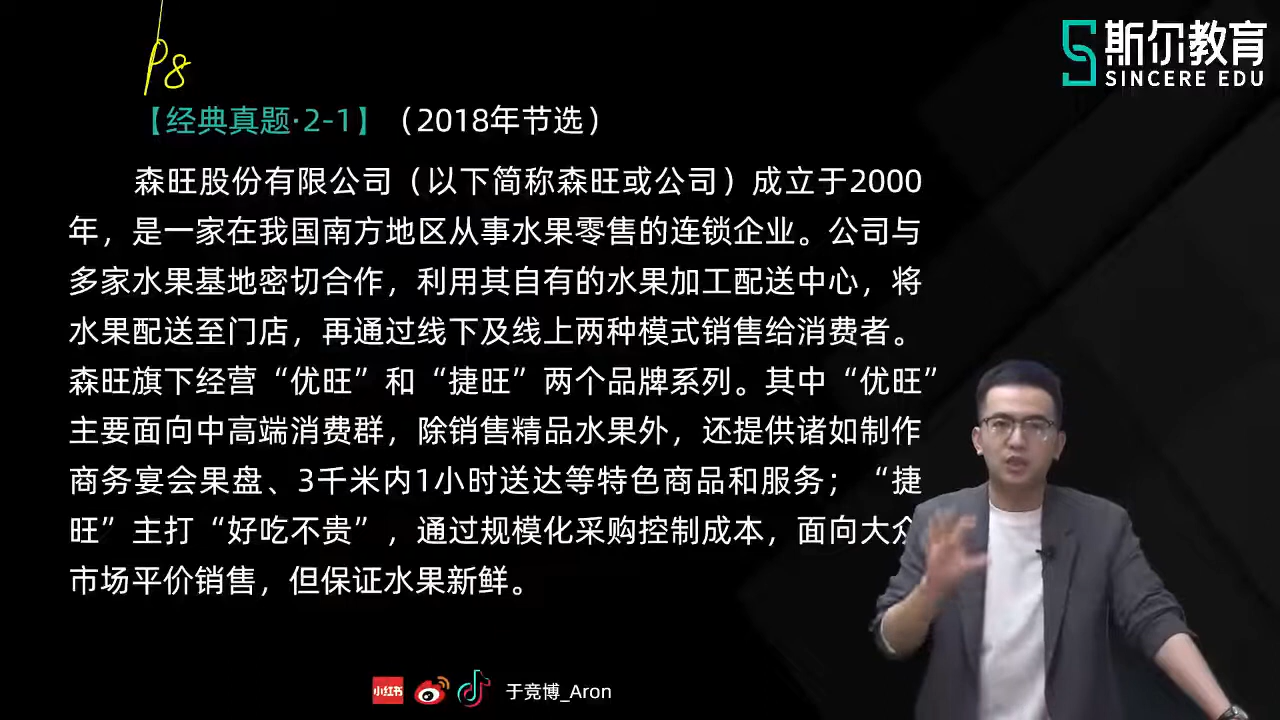 P8
斯尔教育
SINCERE EDU
【经典真题·2-1】（2018年节选）
森旺股份有限公司（以下简称森旺或公司）成立于2000
年，是一家在我国南方地区从事水果零售的连锁企业。公司与
多家水果基地密切合作，利用其自有的水果加工配送中心，将
水果配送至门店，再通过线下及线上两种模式销售给消费者。
森旺旗下经营“优旺”和“捷旺”两个品牌系列。其中“优旺”
主要面向中高端消费群，除销售精品水果外，还提供诸如制作
商务宴会果盘、3千米内1小时送达等特色商品和服务；“捷
旺”主打“好吃不贵”，通过规模化采购控制成本，面向大众
市场平价销售，但保证水果新鲜。
小红书
于竞博_Aron